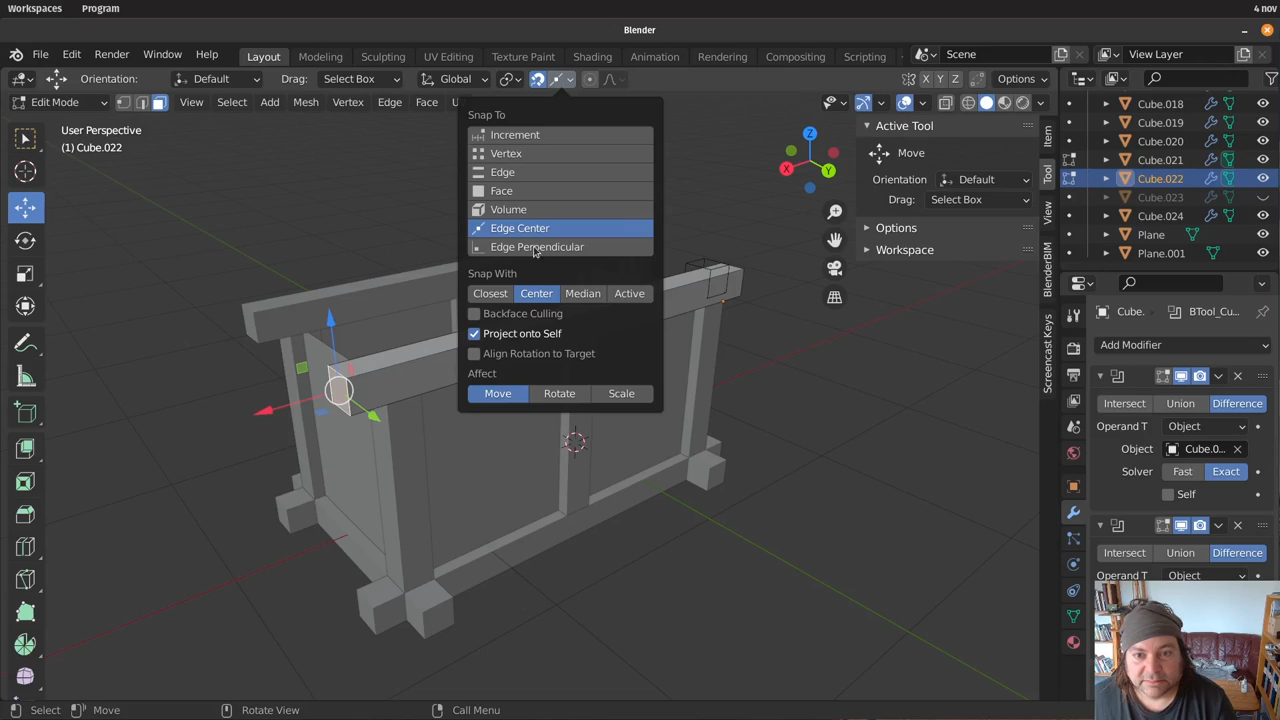 Workspaces Program 4 nov
Blender
File Edit Render Window Help Layout Modeling Sculpting UV Editing Texture Paint Shading Animation Rendering Compositing Scripting Scene View Layer
Orientation: Default Drag: Select Box Global X Y Z Options
Edit Mode View Select Add Mesh Vertex Edge Face
User Perspective
(1) Cube.022
Snap To
Increment
Vertex
Edge
Face
Volume
Edge Center
Edge Perpendicular
Snap With
Closest Center Median Active
Backface Culling
Project onto Self
Align Rotation to Target
Affect
Move Rotate Scale
Z
X
Y
Active Tool
Move
Orientation Default
Drag: Select Box
Options
Workspace
Item
Tool
View
BlenderBIM
Screencast Keys
Cube.018
Cube.019
Cube.020
Cube.021
Cube.022
Cube.023
Cube.024
Plane
Plane.001
Cube. BTool_Cu...
Add Modifier
Intersect Union Difference
Operand T Object
Object Cube.0...
Solver Fast Exact
Self
Intersect Union Difference
Operand T Object
Select Move Rotate View Call Menu